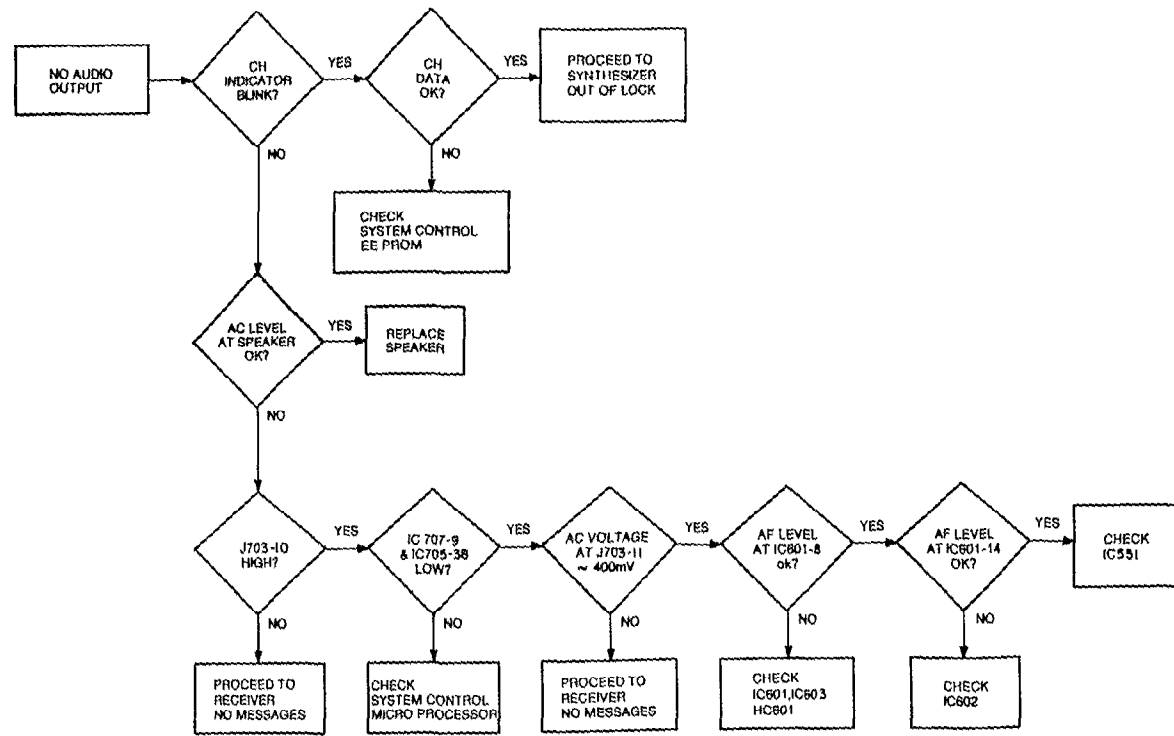 NO AUDIO
OUTPUT
CH
INDICATOR
BLINK?
YES
CH
DATA
OK?
YES
PROCEED TO
SYNTHESIZER
OUT OF LOCK
NO
NO
CHECK
SYSTEM CONTROL
EE PROM
AC LEVEL
AT SPEAKER
OK?
YES
REPLACE
SPEAKER
NO
J703-10
HIGH?
YES
IC 707-9
& IC705-38
LOW?
YES
AC VOLTAGE
AT J703-11
~ 400mV
YES
AF LEVEL
AT IC601-8
ok?
YES
AF LEVEL
AT IC601-14
OK?
YES
CHECK
IC551
NO
NO
NO
NO
NO
PROCEED TO
RECEIVER
NO MESSAGES
CHECK
SYSTEM CONTROL
MICRO PROCESSOR
PROCEED TO
RECEIVER
NO MESSAGES
CHECK
IC601,IC603
HC601
CHECK
IC602